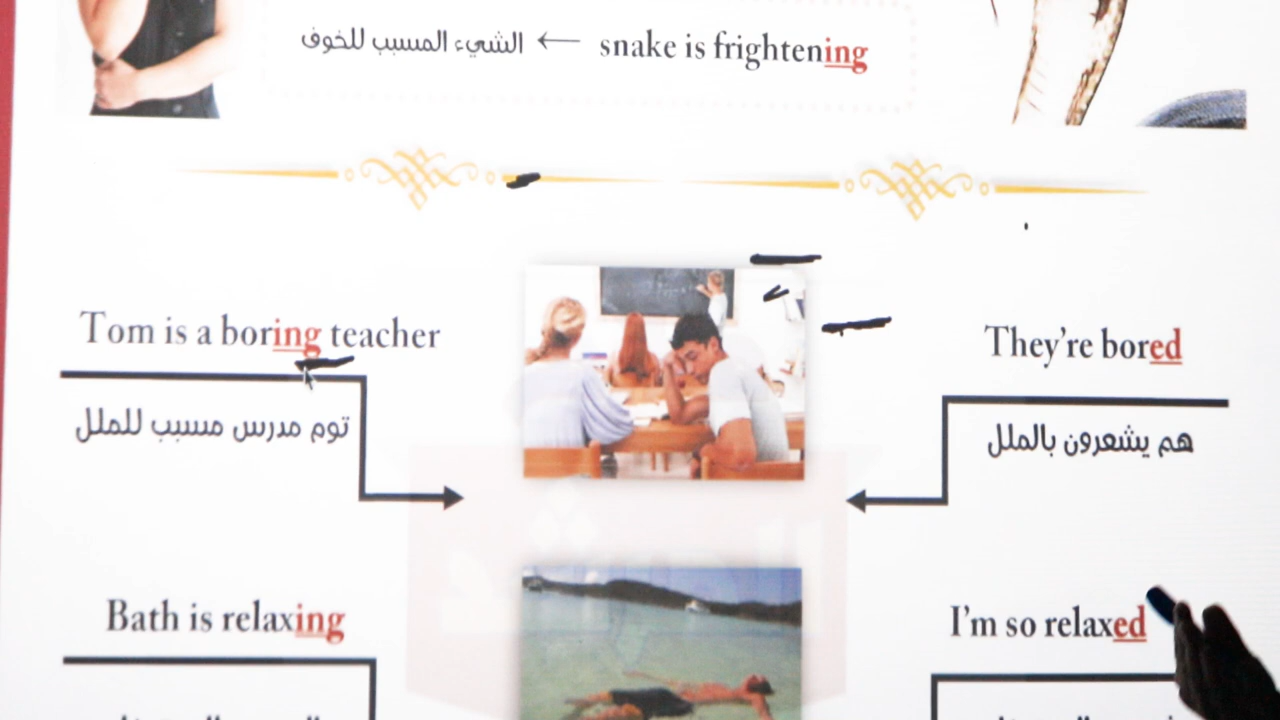 snake is frightening ← الشيء المسبب للخوف
Tom is a boring teacher
توم مدرس مسبب للملل
They're bored
هم يشعرون بالملل
Bath is relaxing
I'm so relaxed